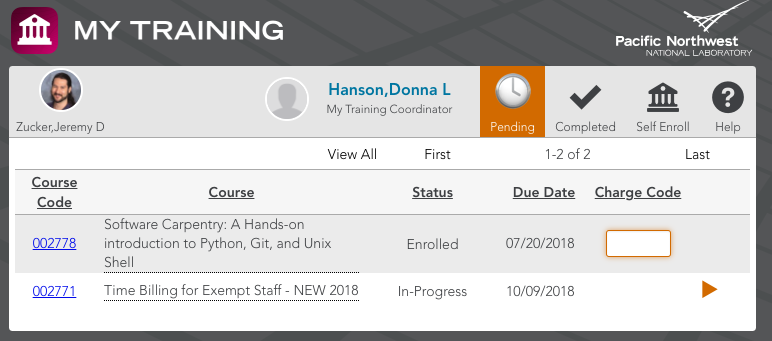 MY TRAINING
Pacific Northwest
NATIONAL LABORATORY
Zucker,Jeremy D
Hanson,Donna L
My Training Coordinator
Pending
Completed
Self Enroll
? Help
View All First 1-2 of 2 Last
Course Code Course Status Due Date Charge Code
002778 Software Carpentry: A Hands-on introduction to Python, Git, and Unix Shell Enrolled 07/20/2018
002771 Time Billing for Exempt Staff - NEW 2018 In-Progress 10/09/2018